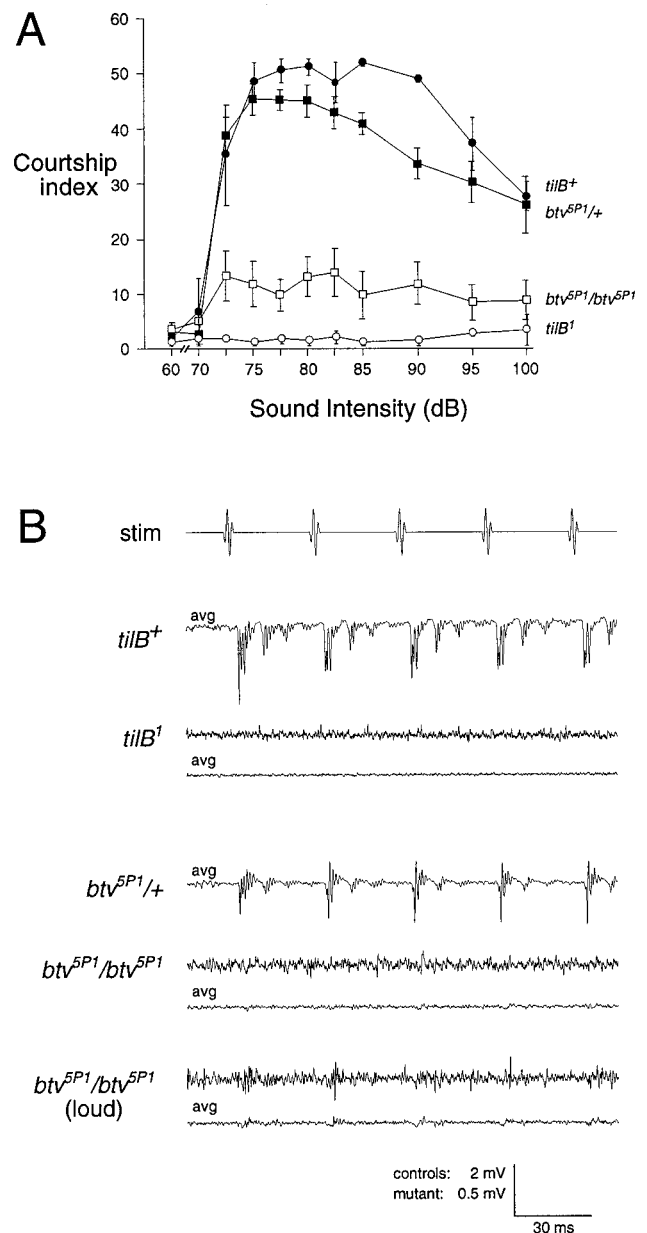 A
60
50
40
30
20
10
0
Courtship
index
tilB+
btv5P1/+
btv5P1/btv5P1
tilB1
60 // 70 75 80 85 90 95 100
Sound Intensity (dB)
B
stim
avg
tilB+
tilB1
avg
avg
btv5P1/+
btv5P1/btv5P1
avg
btv5P1/btv5P1
(loud)
avg
controls: 2 mV
mutant: 0.5 mV
30 ms